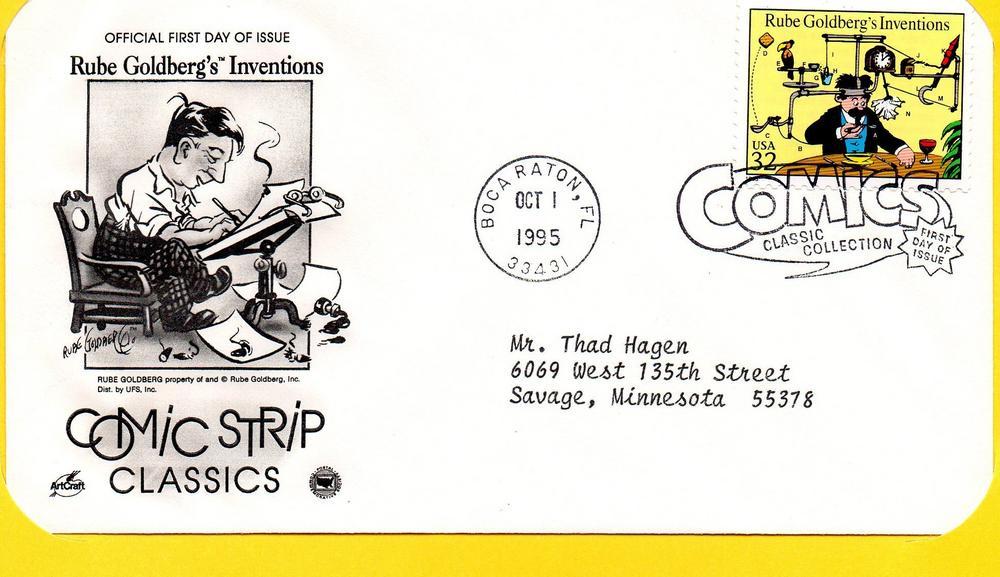 OFFICIAL FIRST DAY OF ISSUE
Rube Goldberg's™ Inventions
RUBE GOLDBERG™
RUBE GOLDBERG property of and © Rube Goldberg, Inc.
Dist. by UFS, Inc.
COMIC STRIP
CLASSICS
ArtCraft
BOCA RATON, FL
OCT 1
1995
33431
Rube Goldberg's Inventions
USA
32
COMICS
CLASSIC
COLLECTION
FIRST
DAY OF
ISSUE
Mr. Thad Hagen
6069 West 135th Street
Savage, Minnesota 55378